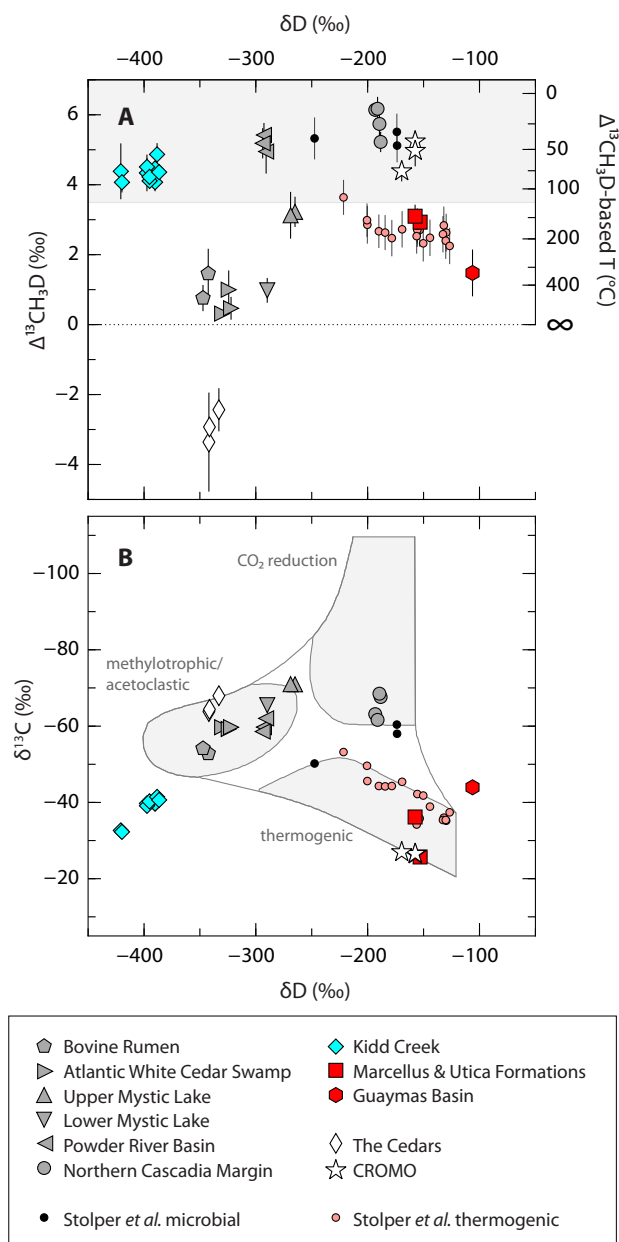 δD (‰)
−400 −300 −200 −100
A
6
4
2
0
−2
−4
Δ¹³CH₃D (‰)
0
50
100
200
400
∞
Δ¹³CH₃D-based T (°C)
B
CO₂ reduction
methylotrophic/
acetoclastic
thermogenic
−100
−80
−60
−40
−20
δ¹³C (‰)
−400 −300 −200 −100
δD (‰)
Bovine Rumen
Atlantic White Cedar Swamp
Upper Mystic Lake
Lower Mystic Lake
Powder River Basin
Northern Cascadia Margin
Stolper et al. microbial
Kidd Creek
Marcellus & Utica Formations
Guaymas Basin
The Cedars
CROMO
Stolper et al. thermogenic